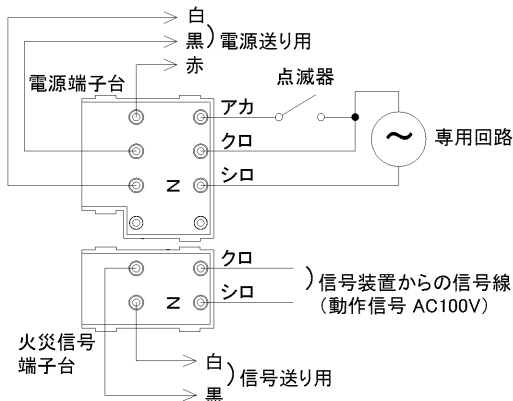 白
黒
赤
電源送り用
電源端子台
アカ
点滅器
クロ
シロ
N
~
専用回路
クロ
シロ
N
信号装置からの信号線
（動作信号 AC100V）
火災信号
端子台
白
黒
信号送り用